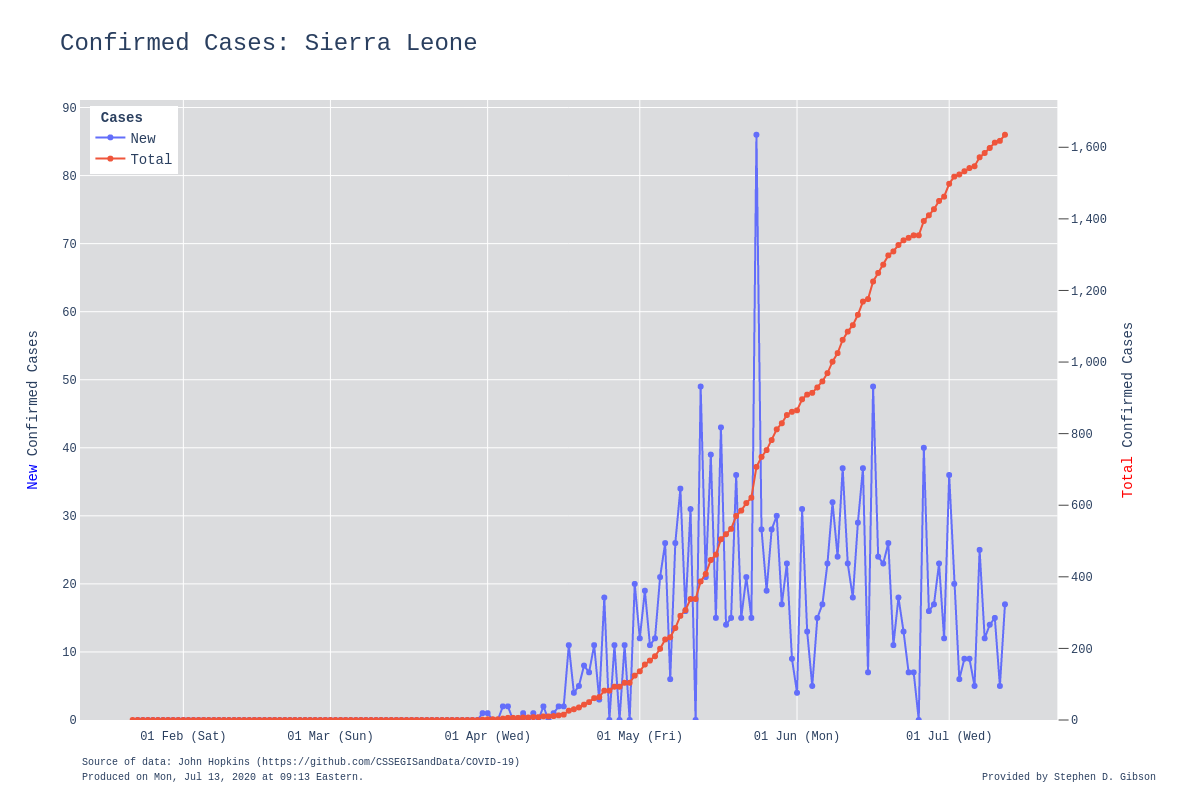 Confirmed Cases: Sierra Leone
Cases
New
Total
90
80
70
60
50
40
30
20
10
0
New Confirmed Cases
1,600
1,400
1,200
1,000
800
600
400
200
0
Total Confirmed Cases
01 Feb (Sat)
01 Mar (Sun)
01 Apr (Wed)
01 May (Fri)
01 Jun (Mon)
01 Jul (Wed)
Source of data: John Hopkins (https://github.com/CSSEGISandData/COVID-19)
Produced on Mon, Jul 13, 2020 at 09:13 Eastern.
Provided by Stephen D. Gibson